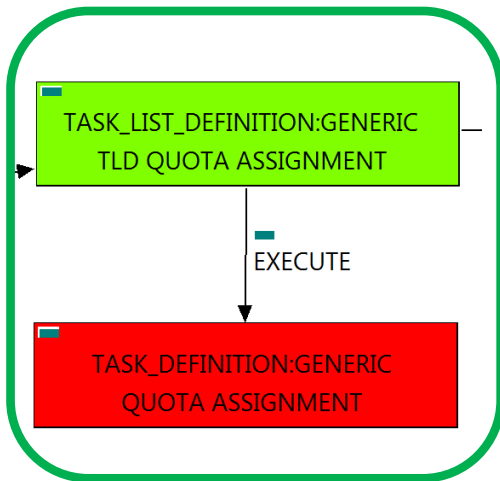 TASK_LIST_DEFINITION:GENERIC
TLD QUOTA ASSIGNMENT
EXECUTE
TASK_DEFINITION:GENERIC
QUOTA ASSIGNMENT